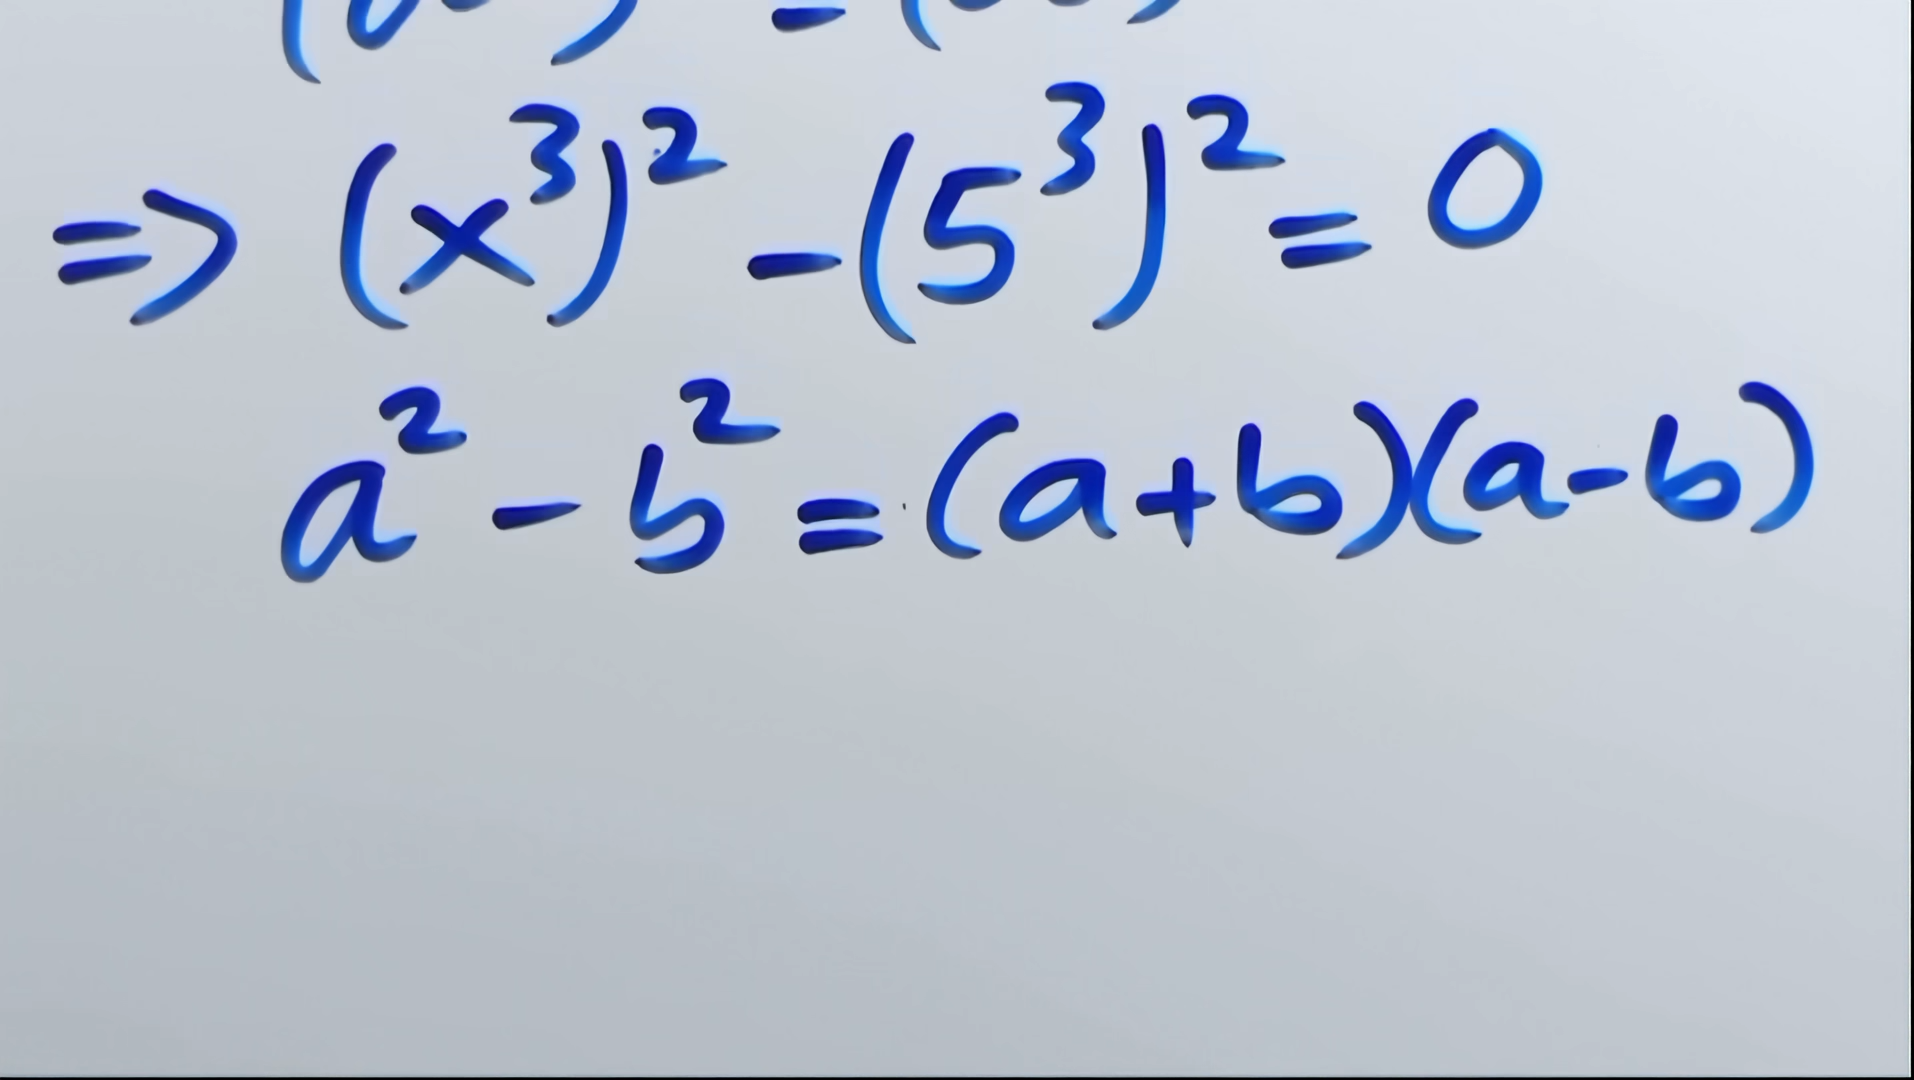 => (x³)² - (5³)² = 0
a² - b² = (a+b)(a-b)